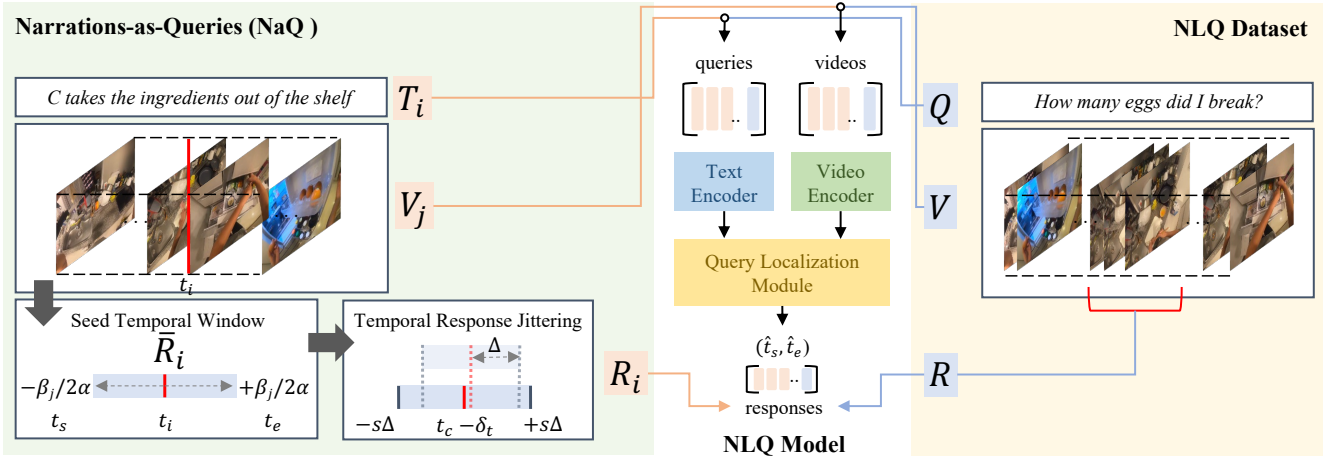 Narrations-as-Queries (NaQ )
C takes the ingredients out of the shelf
T_i
V_j
. .
. . .
t_i
Seed Temporal Window
R̅_i
−β_j/2α
+β_j/2α
t_s
t_i
t_e
Temporal Response Jittering
Δ
−sΔ
t_c −δ_t
+sΔ
R_i
queries
videos
..
..
Text
Encoder
Video
Encoder
Query Localization
Module
(t̂_s, t̂_e)
..
responses
NLQ Model
NLQ Dataset
Q
How many eggs did I break?
V
...
...
R